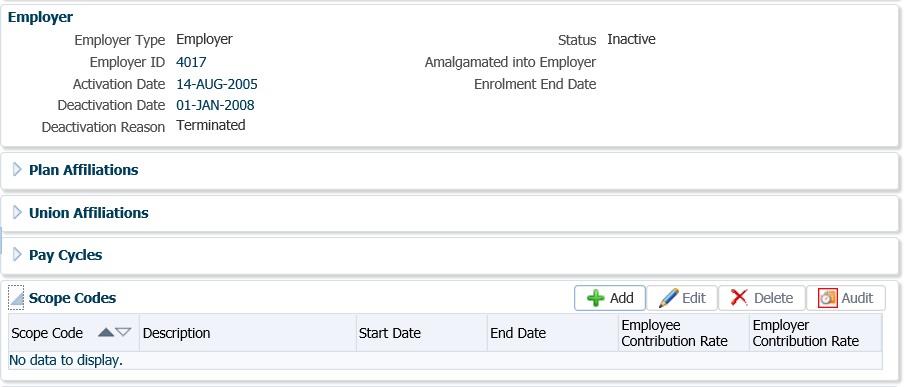 Employer
Employer Type Employer Status Inactive
Employer ID 4017 Amalgamated into Employer
Activation Date 14-AUG-2005 Enrolment End Date
Deactivation Date 01-JAN-2008
Deactivation Reason Terminated
Plan Affiliations
Union Affiliations
Pay Cycles
Scope Codes Add Edit Delete Audit
Scope Code Description Start Date End Date Employee Contribution Rate Employer Contribution Rate
No data to display.